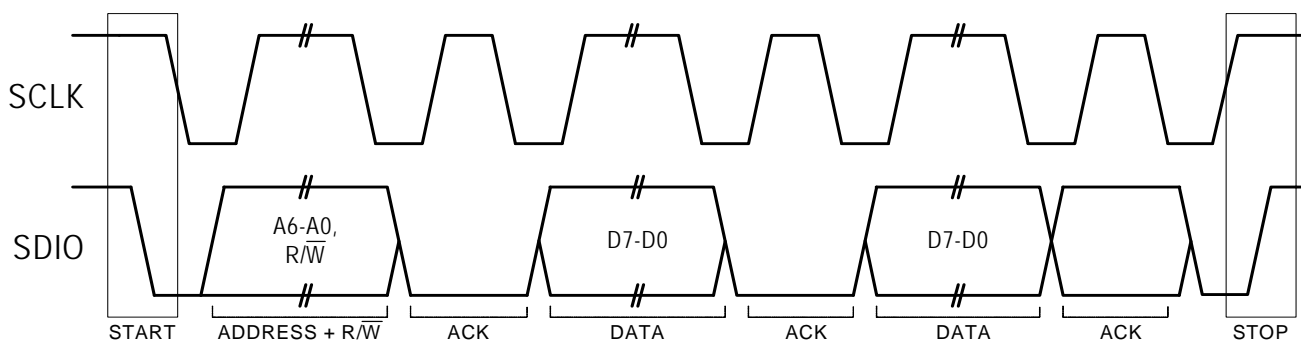 SCLK
SDIO
A6-A0,
R/W̅
D7-D0
D7-D0
START
ADDRESS + R/W̅
ACK
DATA
ACK
DATA
ACK
STOP